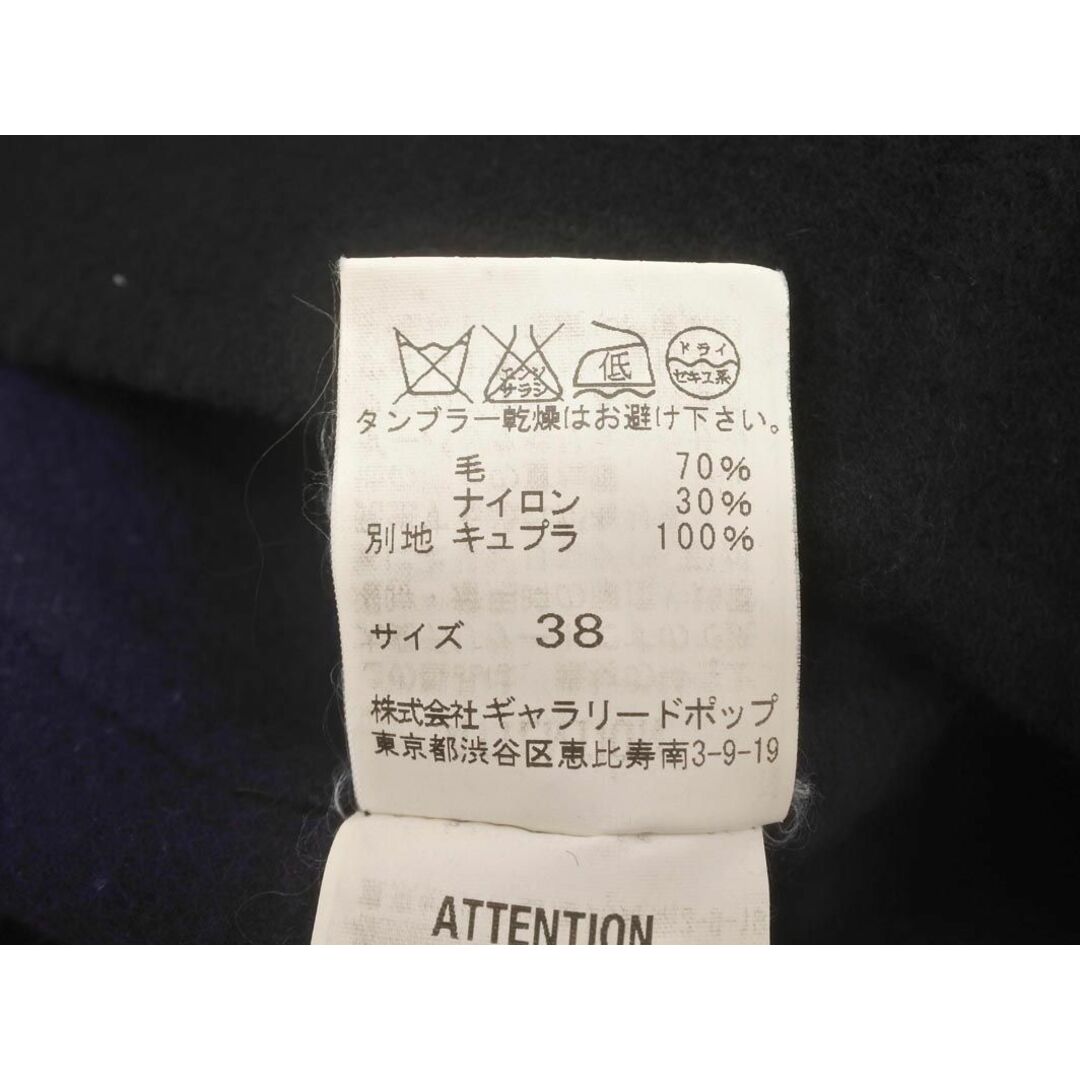 エンソ
サラシ
低
ドライ
セキユ系
タンブラー乾燥はお避け下さい。
毛 70%
ナイロン 30%
別地 キュプラ 100%
サイズ 38
株式会社ギャラリードポップ
東京都渋谷区恵比寿南3-9-19
ATTENTION